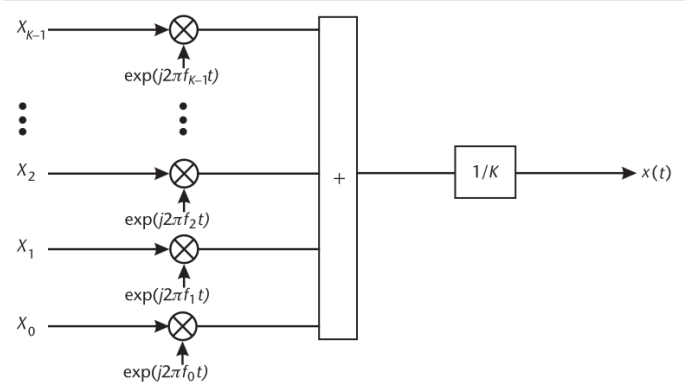 X_{K−1}
exp(j2πf_{K−1}t)
X_2
+
1/K
x(t)
exp(j2πf_2t)
X_1
exp(j2πf_1t)
X_0
exp(j2πf_0t)